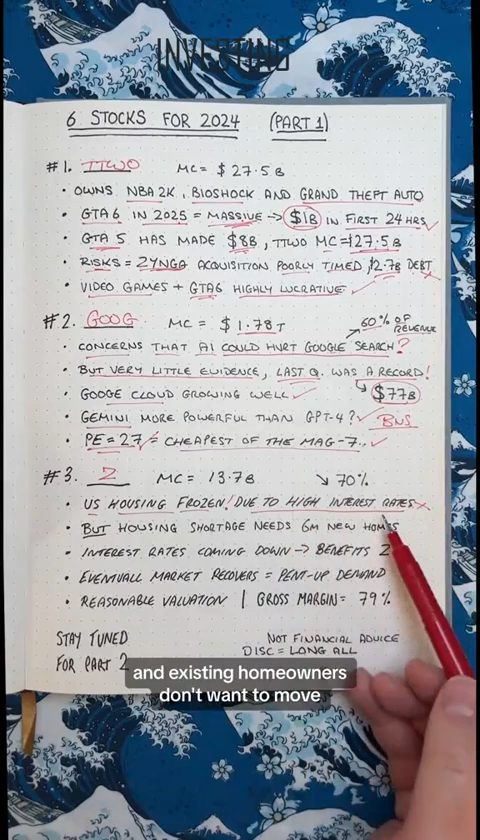 INVESTING
6 STOCKS FOR 2024 (PART 1)
#1. TTWO MC= $27.5B
• OWNS NBA 2K, BIOSHOCK AND GRAND THEFT AUTO
• GTA 6 IN 2025 = MASSIVE → $1B IN FIRST 24HRS ✓
• GTA 5 HAS MADE $8B, TTWO MC=$27.5B
• RISKS = ZYNGA ACQUISITION POORLY TIMED, $2.7B DEBT x
• VIDEO GAMES + GTA6 HIGHLY LUCRATIVE ✓
#2. GOOG MC = $1.78T ↗ 60% OF REVENUE
• CONCERNS THAT AI COULD HURT GOOGLE SEARCH?
• BUT VERY LITTLE EVIDENCE, LAST Q. WAS A RECORD!
↳ $77B
• GOOGE CLOUD GROWING WELL ✓
• GEMINI MORE POWERFUL THAN GPT-4? ✓ BNS
• PE = 27 ✓ = CHEAPEST OF THE MAG-7 ✓
#3. Z MC = 13.7B ↘ 70%
• US HOUSING FROZEN! DUE TO HIGH INTEREST RATES x
• BUT HOUSING SHORTAGE NEEDS 6M NEW HOMES
• INTEREST RATES COMING DOWN → BENEFITS Z
• EVENTUALL MARKET RECOVERS = PENT-UP DEMAND
• REASONABLE VALUATION | GROSS MARGIN = 79%
STAY TUNED
FOR PART 2
NOT FINANCIAL ADVICE
DISC = LONG ALL
and existing homeowners
don't want to move